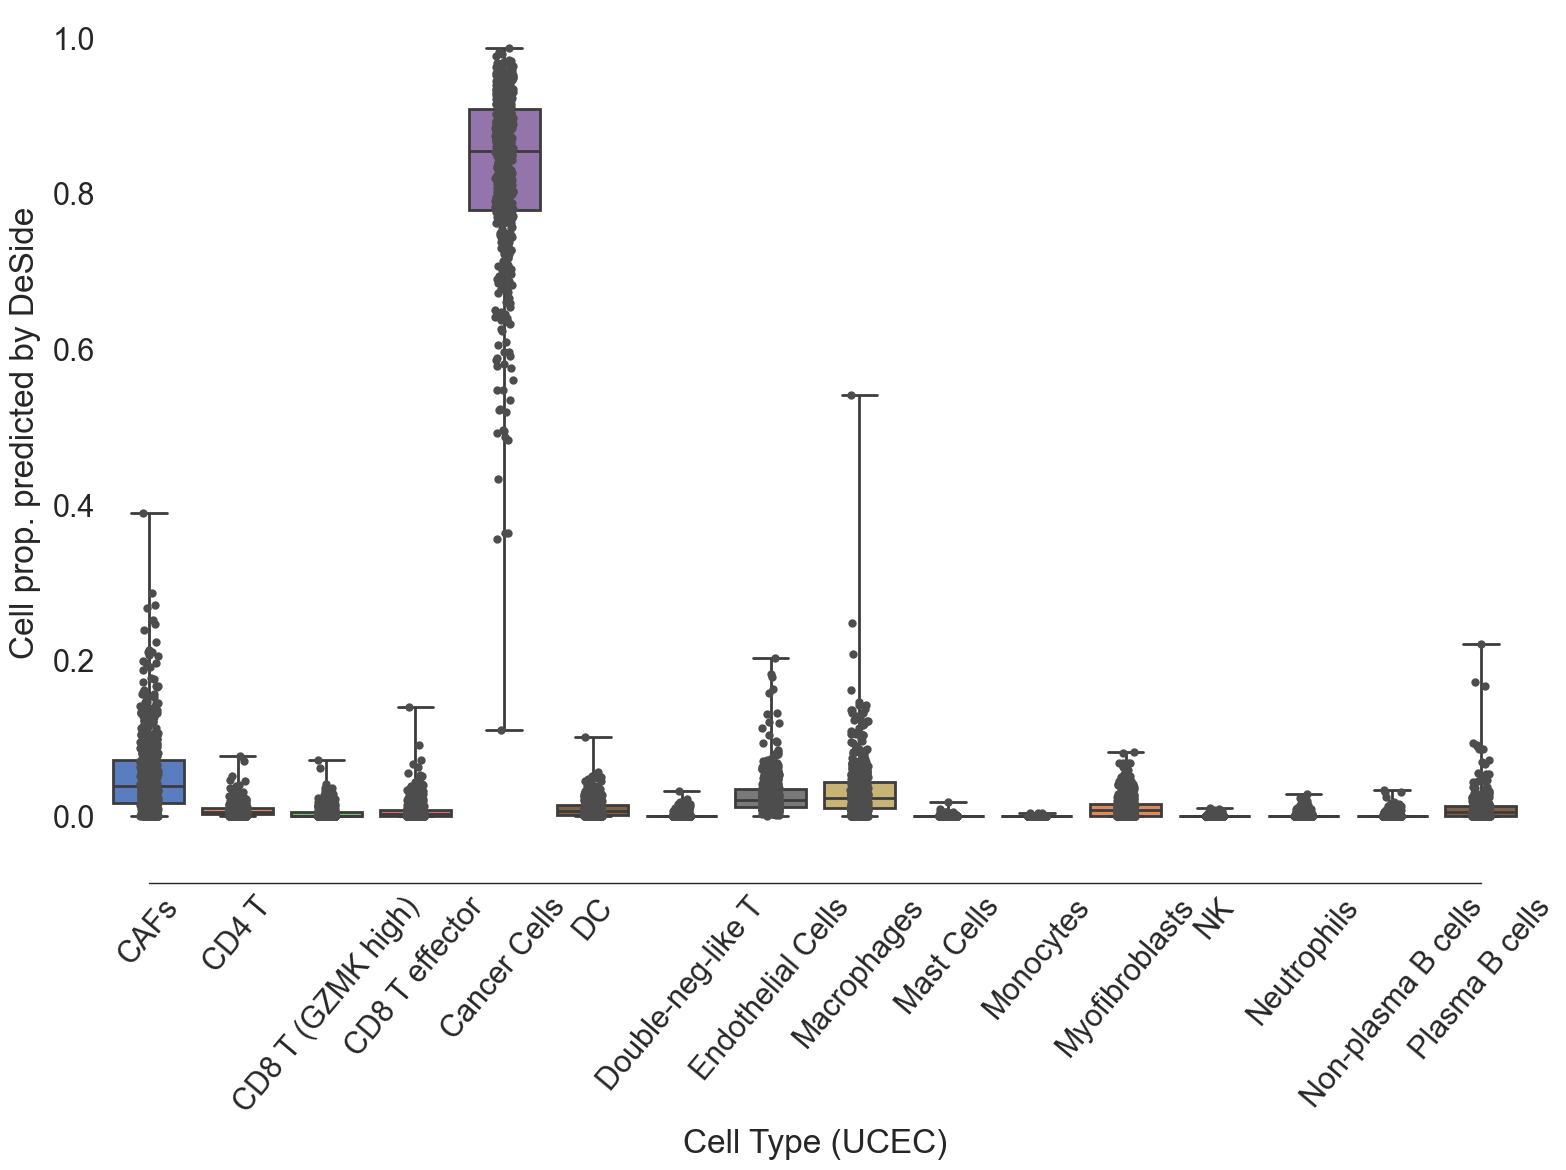 1.0
0.8
0.6
0.4
0.2
0.0
Cell prop. predicted by DeSide
CAFs
CD4 T
CD8 T (GZMK high)
CD8 T effector
Cancer Cells
DC
Double-neg-like T
Endothelial Cells
Macrophages
Mast Cells
Monocytes
Myofibroblasts
NK
Neutrophils
Non-plasma B cells
Plasma B cells
Cell Type (UCEC)